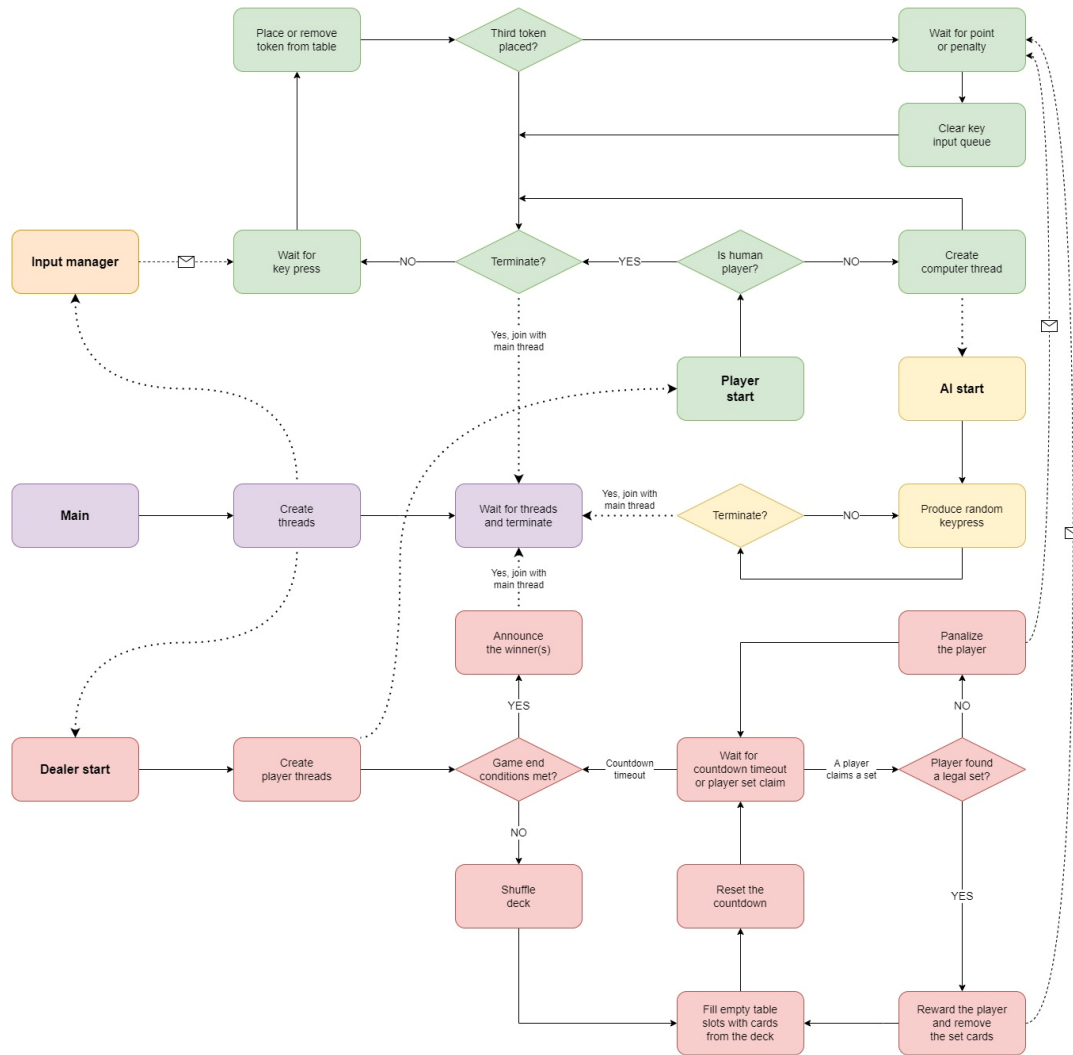 Place or remove
token from table
Third token
placed?
Wait for point
or penalty
Clear key
input queue
Input manager
Wait for
key press
NO
Terminate?
YES
Is human
player?
NO
Create
computer thread
Yes, join with
main thread
Player
start
AI start
Main
Create
threads
Wait for threads
and terminate
Yes, join with
main thread
Terminate?
NO
Produce random
keypress
Yes, join with
main thread
Announce
the winner(s)
Panalize
the player
YES
NO
Dealer start
Create
player threads
Game end
conditions met?
Countdown
timeout
Wait for
countdown timeout
or player set claim
A player
claims a set
Player found
a legal set?
NO
Shuffle
deck
Reset the
countdown
YES
Fill empty table
slots with cards
from the deck
Reward the player
and remove
the set cards